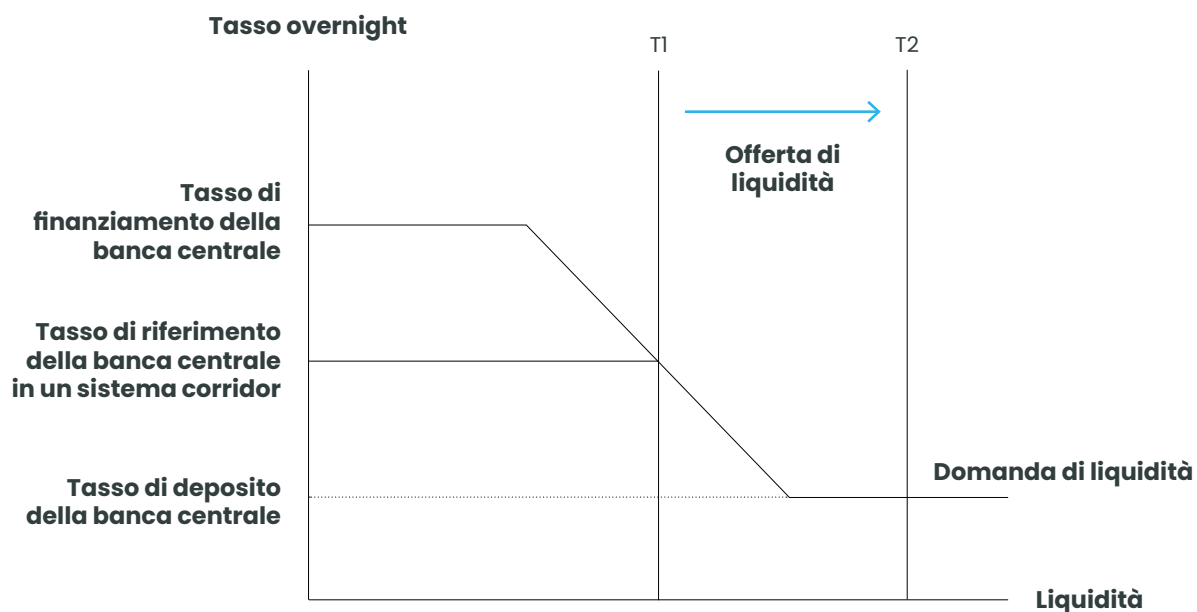 Tasso overnight
T1
T2
Offerta di
liquidità
Tasso di
finanziamento della
banca centrale
Tasso di riferimento
della banca centrale
in un sistema corridor
Tasso di deposito
della banca centrale
Domanda di liquidità
Liquidità